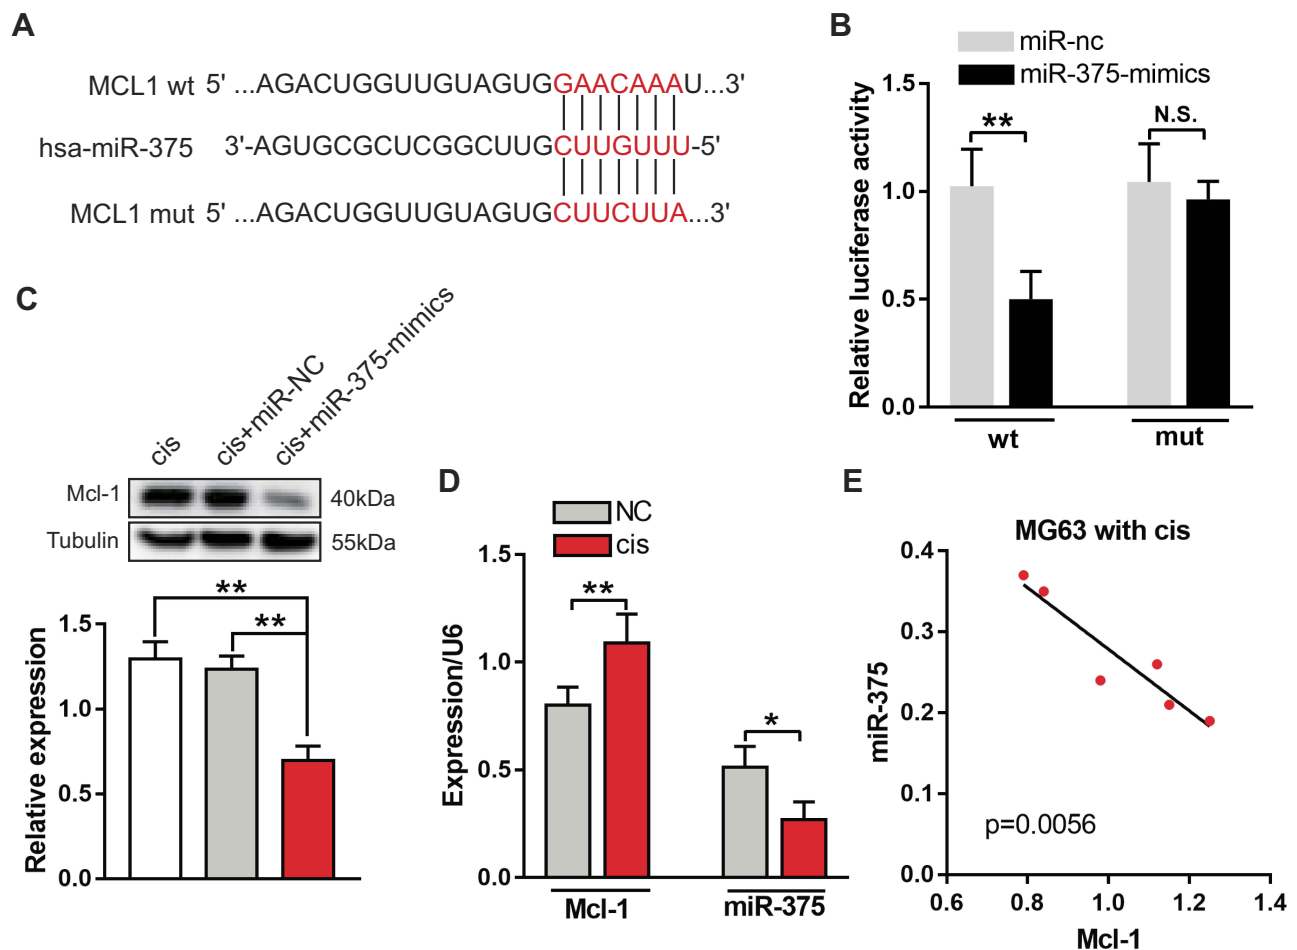 A
MCL1 wt 5' ...AGACUGGUUGUAGUGGAACAAAU...3'
hsa-miR-375 3'-AGUGCGCUCGGCUUGCUUGUUU-5'
MCL1 mut 5' ...AGACUGGUUGUAGUGCUUCUUA...3'
B
miR-nc
miR-375-mimics
Relative luciferase activity
1.5
1.0
0.5
0.0
**
N.S.
wt
mut
C
cis
cis+miR-NC
cis+miR-375-mimics
Mcl-1
40kDa
Tubulin
55kDa
Relative expression
1.5
1.0
0.5
0.0
**
**
D
NC
cis
Expression/U6
1.5
1.0
0.5
0.0
**
*
Mcl-1
miR-375
E
MG63 with cis
miR-375
0.4
0.3
0.2
0.1
0.0
p=0.0056
0.6
0.8
1.0
1.2
1.4
Mcl-1